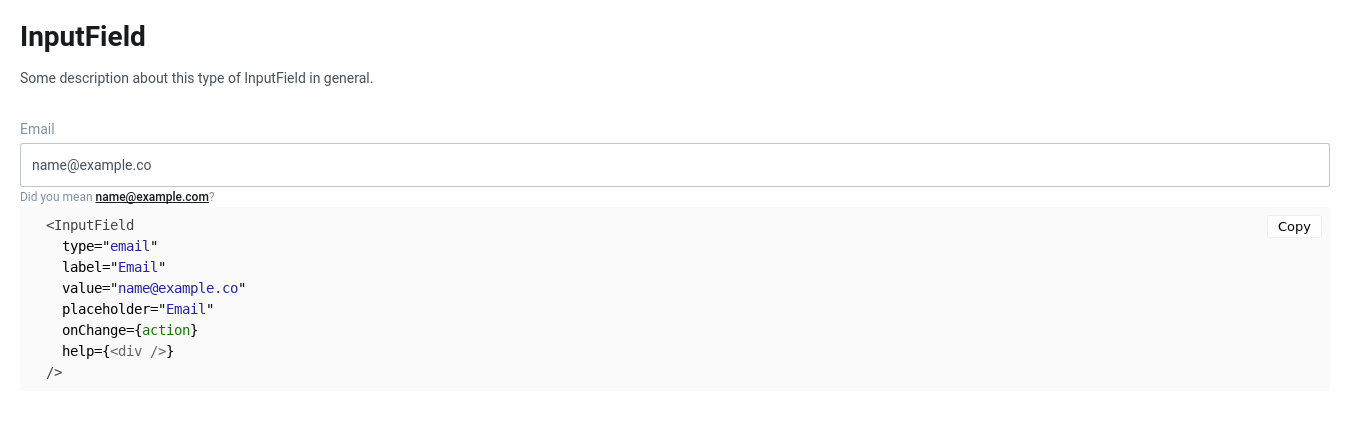 InputField
Some description about this type of InputField in general.
Email
name@example.co
Did you mean name@example.com?
<InputField
Copy
type="email"
label="Email"
value="name@example.co"
placeholder="Email"
onChange={action}
help={<div />}
/>